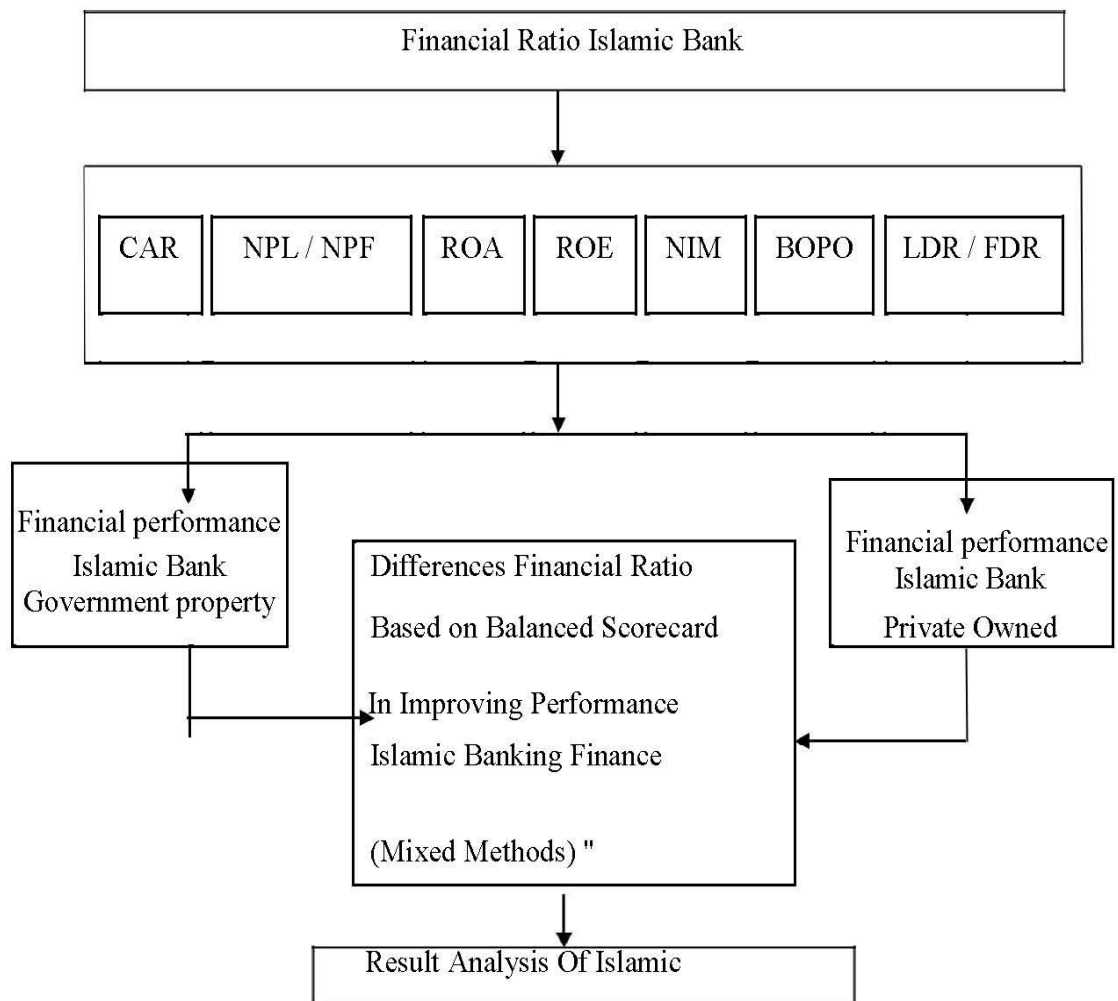 Financial Ratio Islamic Bank
CAR
NPL / NPF
ROA
ROE
NIM
BOPO
LDR / FDR
Financial performance
Islamic Bank
Government property
Differences Financial Ratio
Based on Balanced Scorecard
In Improving Performance
Islamic Banking Finance
(Mixed Methods) "
Financial performance
Islamic Bank
Private Owned
Result Analysis Of Islamic